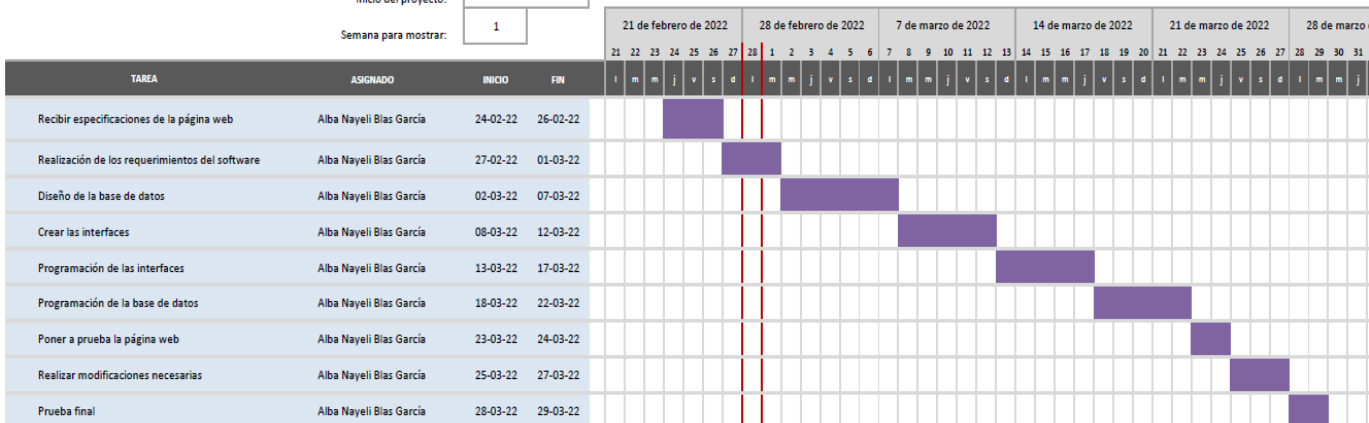 Inicio del proyecto:
Semana para mostrar: 1
21 de febrero de 2022 28 de febrero de 2022 7 de marzo de 2022 14 de marzo de 2022 21 de marzo de 2022 28 de marzo
21 22 23 24 25 26 27 28 1 2 3 4 5 6 7 8 9 10 11 12 13 14 15 16 17 18 19 20 21 22 23 24 25 26 27 28 29 30 31
TAREA ASIGNADO INICIO FIN l m m j v s d l m m j v s d l m m j v s d l m m j v s d l m m j v s d l m m j
Recibir especificaciones de la página web Alba Nayeli Blas García 24-02-22 26-02-22
Realización de los requerimientos del software Alba Nayeli Blas García 27-02-22 01-03-22
Diseño de la base de datos Alba Nayeli Blas García 02-03-22 07-03-22
Crear las interfaces Alba Nayeli Blas García 08-03-22 12-03-22
Programación de las interfaces Alba Nayeli Blas García 13-03-22 17-03-22
Programación de la base de datos Alba Nayeli Blas García 18-03-22 22-03-22
Poner a prueba la página web Alba Nayeli Blas García 23-03-22 24-03-22
Realizar modificaciones necesarias Alba Nayeli Blas García 25-03-22 27-03-22
Prueba final Alba Nayeli Blas García 28-03-22 29-03-22